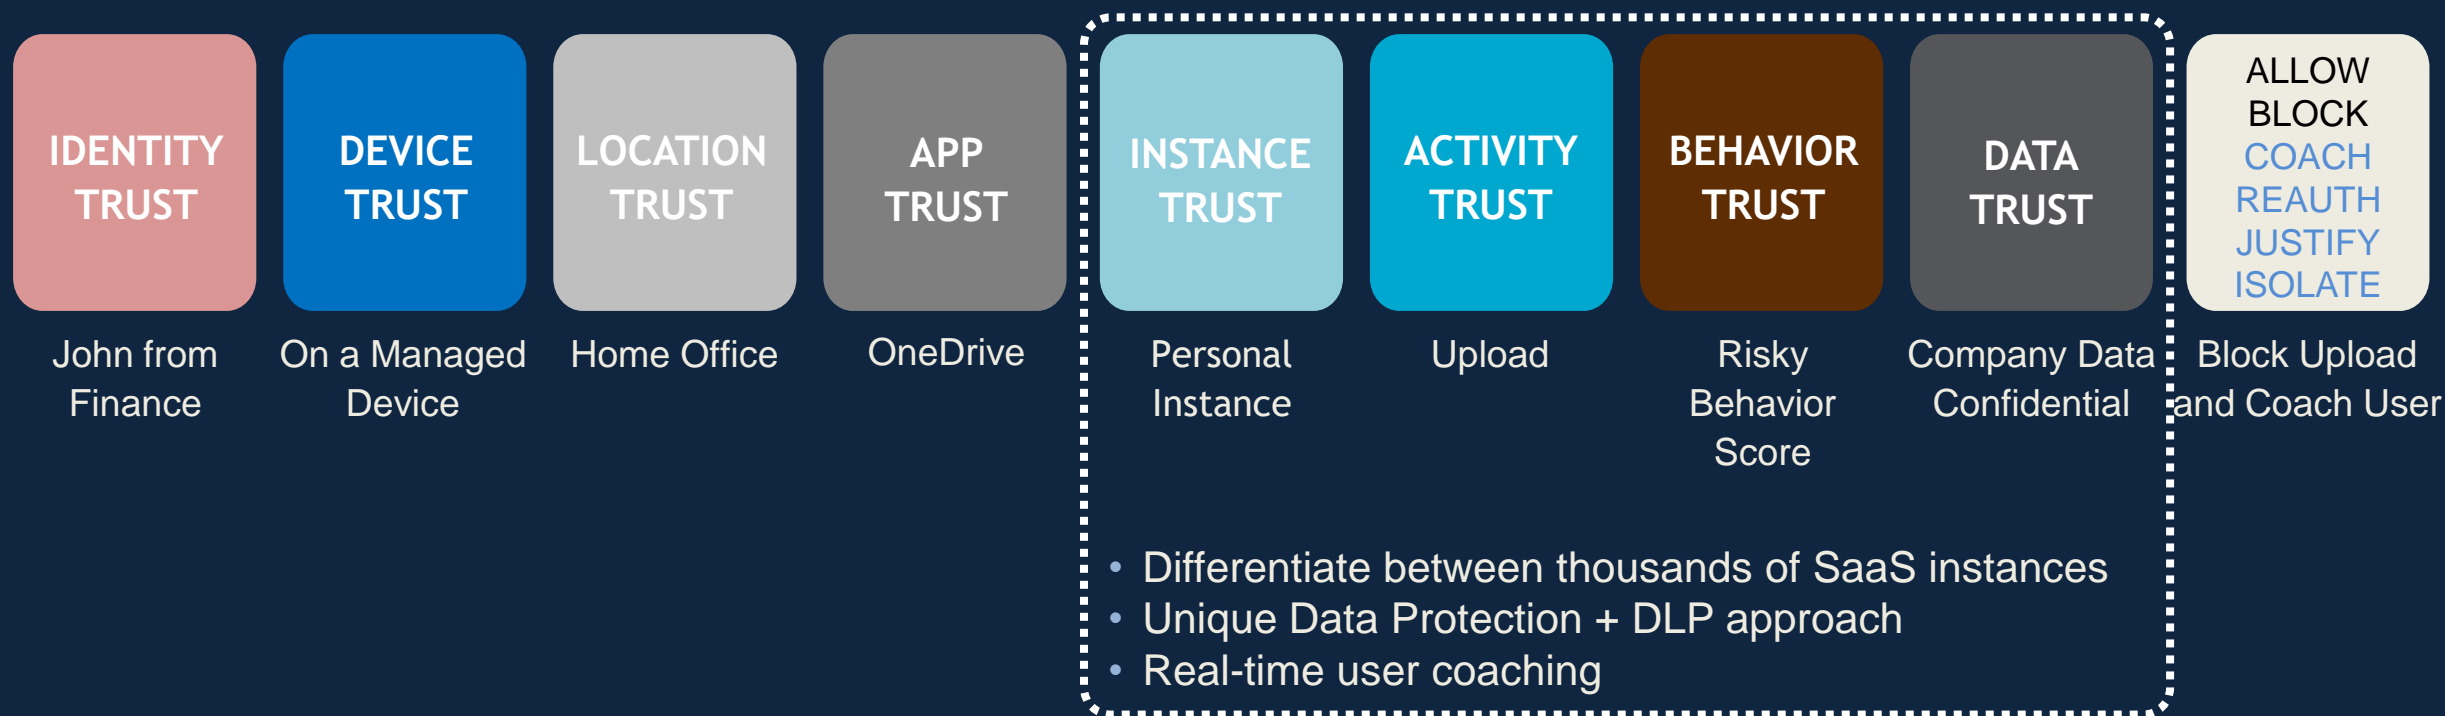 IDENTITY
TRUST
John from
Finance
DEVICE
TRUST
On a Managed
Device
LOCATION
TRUST
Home Office
APP
TRUST
OneDrive
INSTANCE
TRUST
Personal
Instance
ACTIVITY
TRUST
Upload
BEHAVIOR
TRUST
Risky
Behavior
Score
DATA
TRUST
Company Data
Confidential
ALLOW
BLOCK
COACH
REAUTH
JUSTIFY
ISOLATE
Block Upload
and Coach User
• Differentiate between thousands of SaaS instances
• Unique Data Protection + DLP approach
• Real-time user coaching